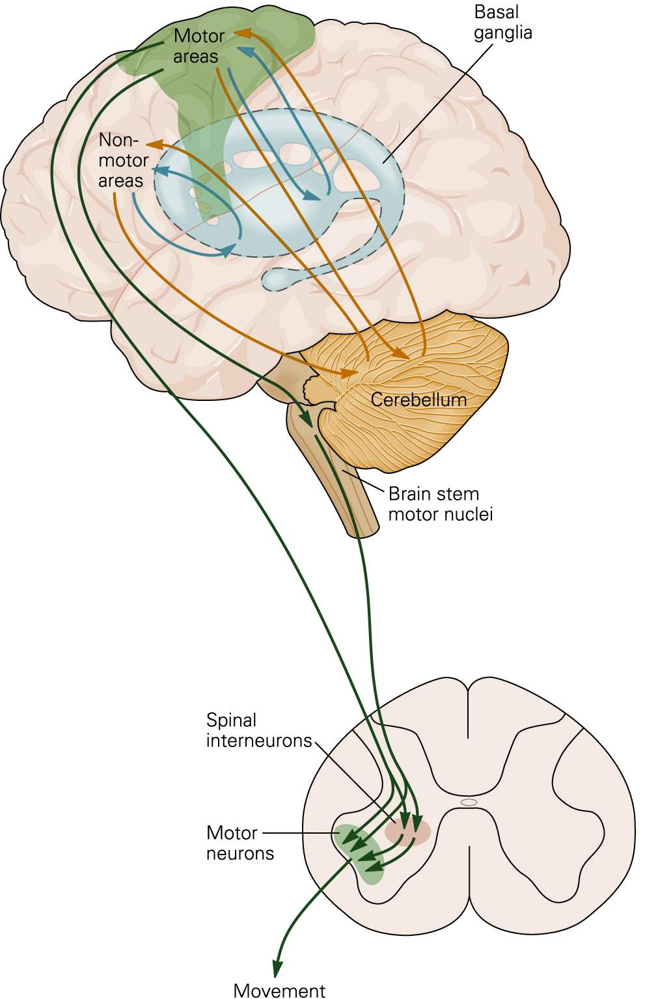 Basal
ganglia
Motor
areas
Non-
motor
areas
Cerebellum
Brain stem
motor nuclei
Spinal
interneurons
Motor
neurons
Movement